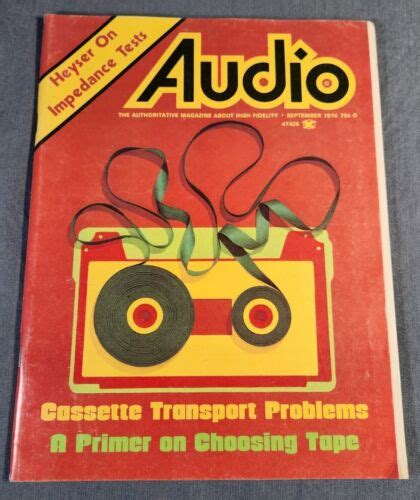 Heyser On
Impedance Tests
Audio
THE AUTHORITATIVE MAGAZINE ABOUT HIGH FIDELITY • SEPTEMBER 1976 75¢
47425
Cassette Transport Problems
A Primer on Choosing Tape